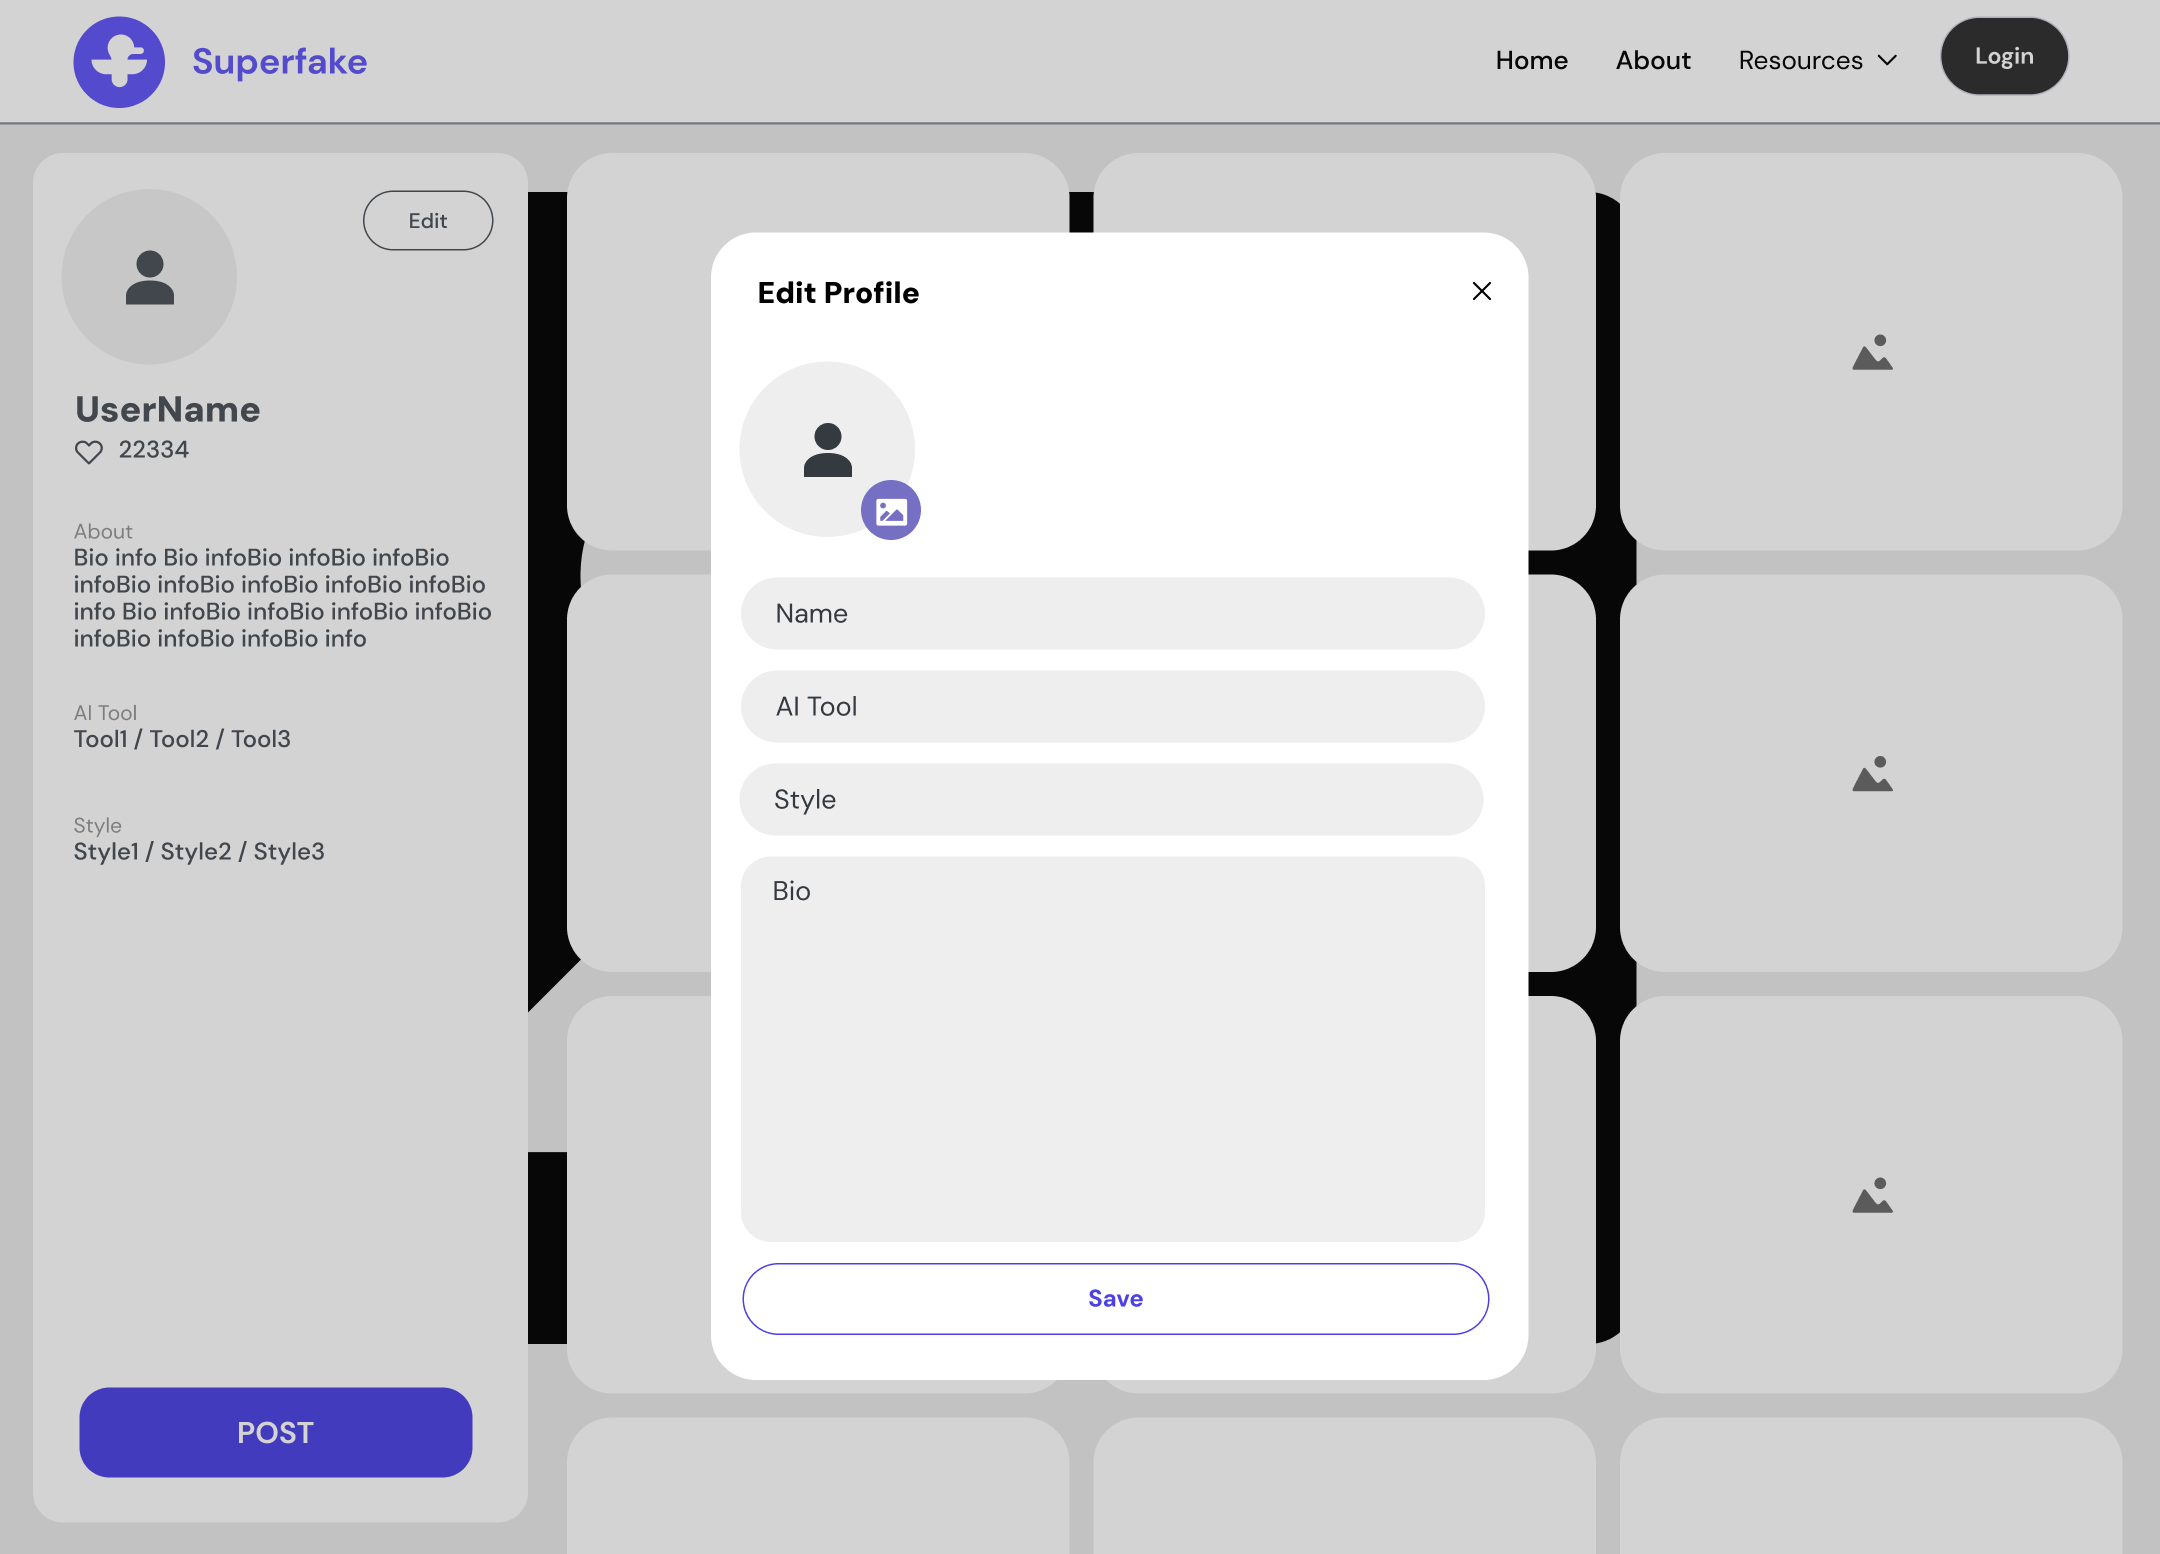 Superfake
Home
About
Resources
Login
Edit
UserName
22334
About
Bio info Bio infoBio infoBio infoBio
infoBio infoBio infoBio infoBio infoBio
info Bio infoBio infoBio infoBio infoBio
infoBio infoBio infoBio info
AI Tool
Tool1 / Tool2 / Tool3
Style
Style1 / Style2 / Style3
POST
Edit Profile
Name
AI Tool
Style
Bio
Save